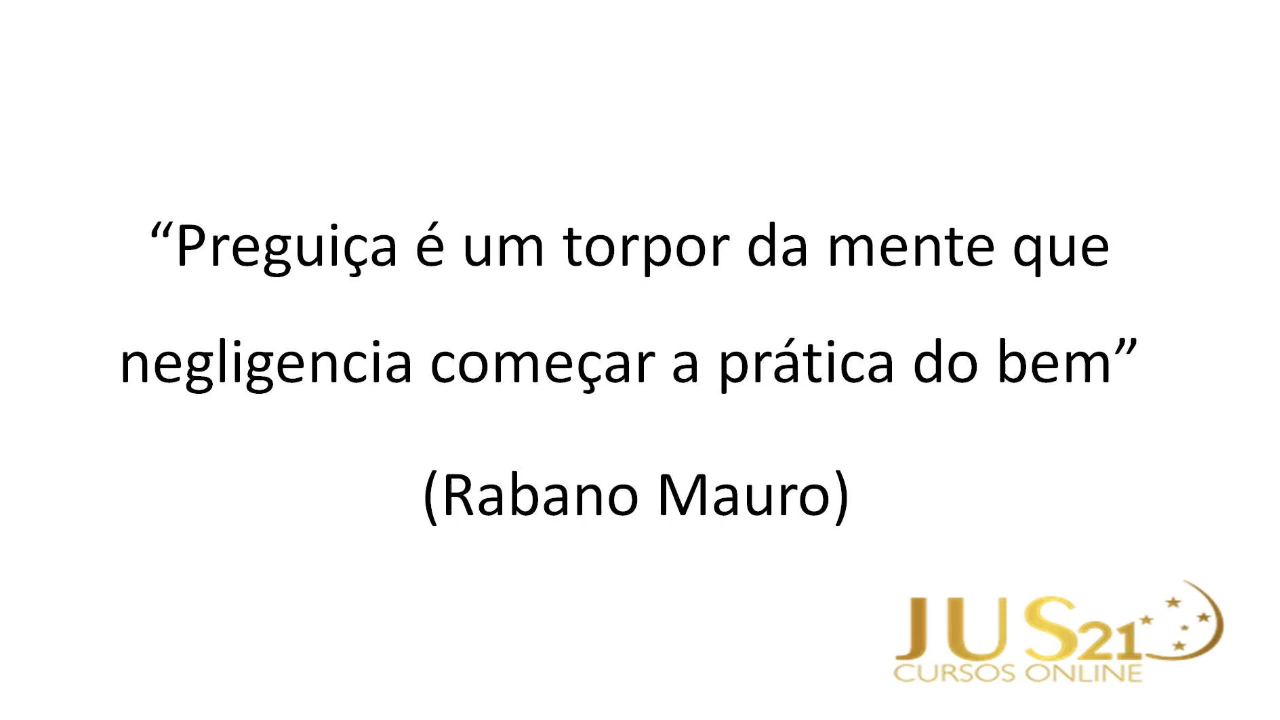 “Preguiça é um torpor da mente que
negligencia começar a prática do bem”
(Rabano Mauro)
JUS21
CURSOS ONLINE